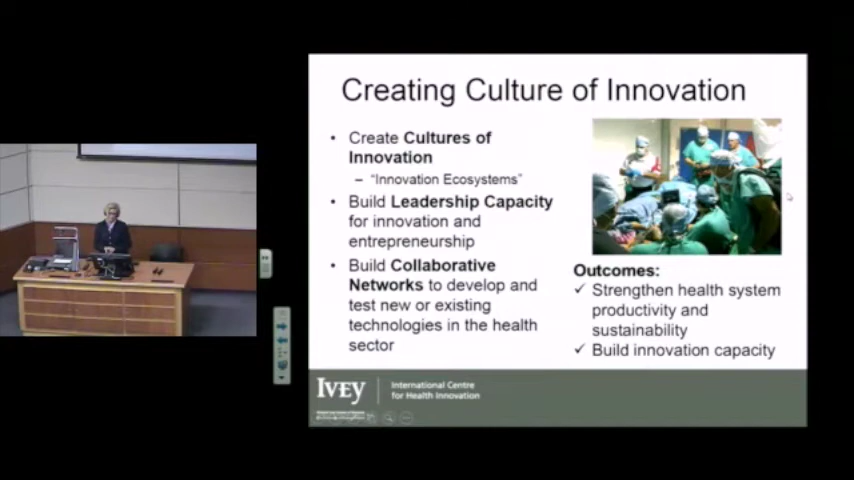 Creating Culture of Innovation
• Create Cultures of
Innovation
– “Innovation Ecosystems”
• Build Leadership Capacity
for innovation and
entrepreneurship
• Build Collaborative
Networks to develop and
test new or existing
technologies in the health
sector
Outcomes:
✓ Strengthen health system
productivity and
sustainability
✓ Build innovation capacity
IVEY
International Centre
for Health Innovation